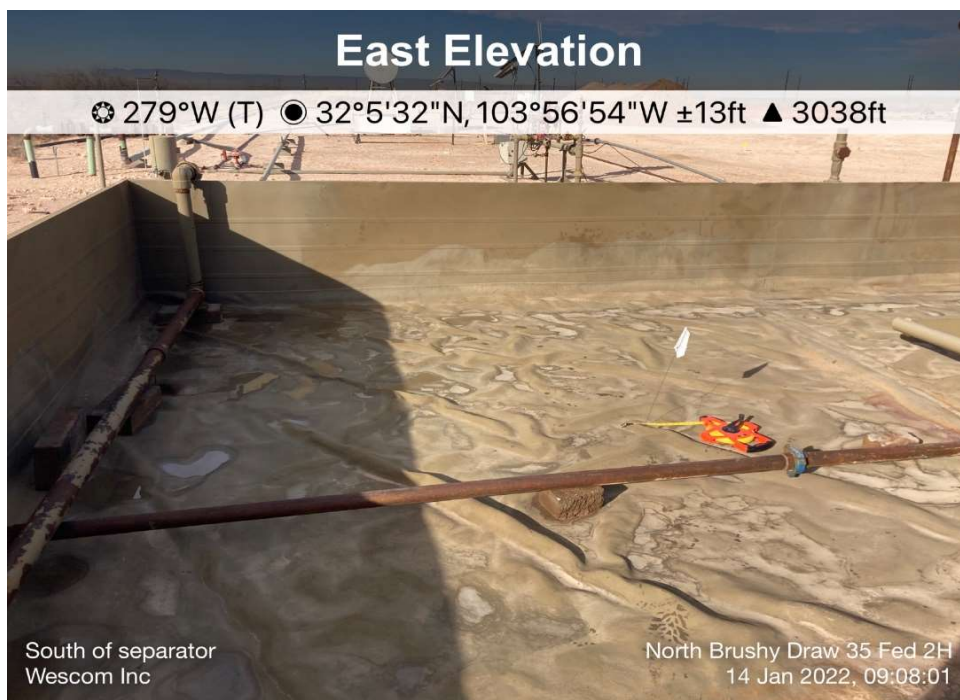 East Elevation
279°W (T) 32°5'32"N, 103°56'54"W ±13ft ▲ 3038ft
South of separator
Wescom Inc
North Brushy Draw 35 Fed 2H
14 Jan 2022, 09:08:01